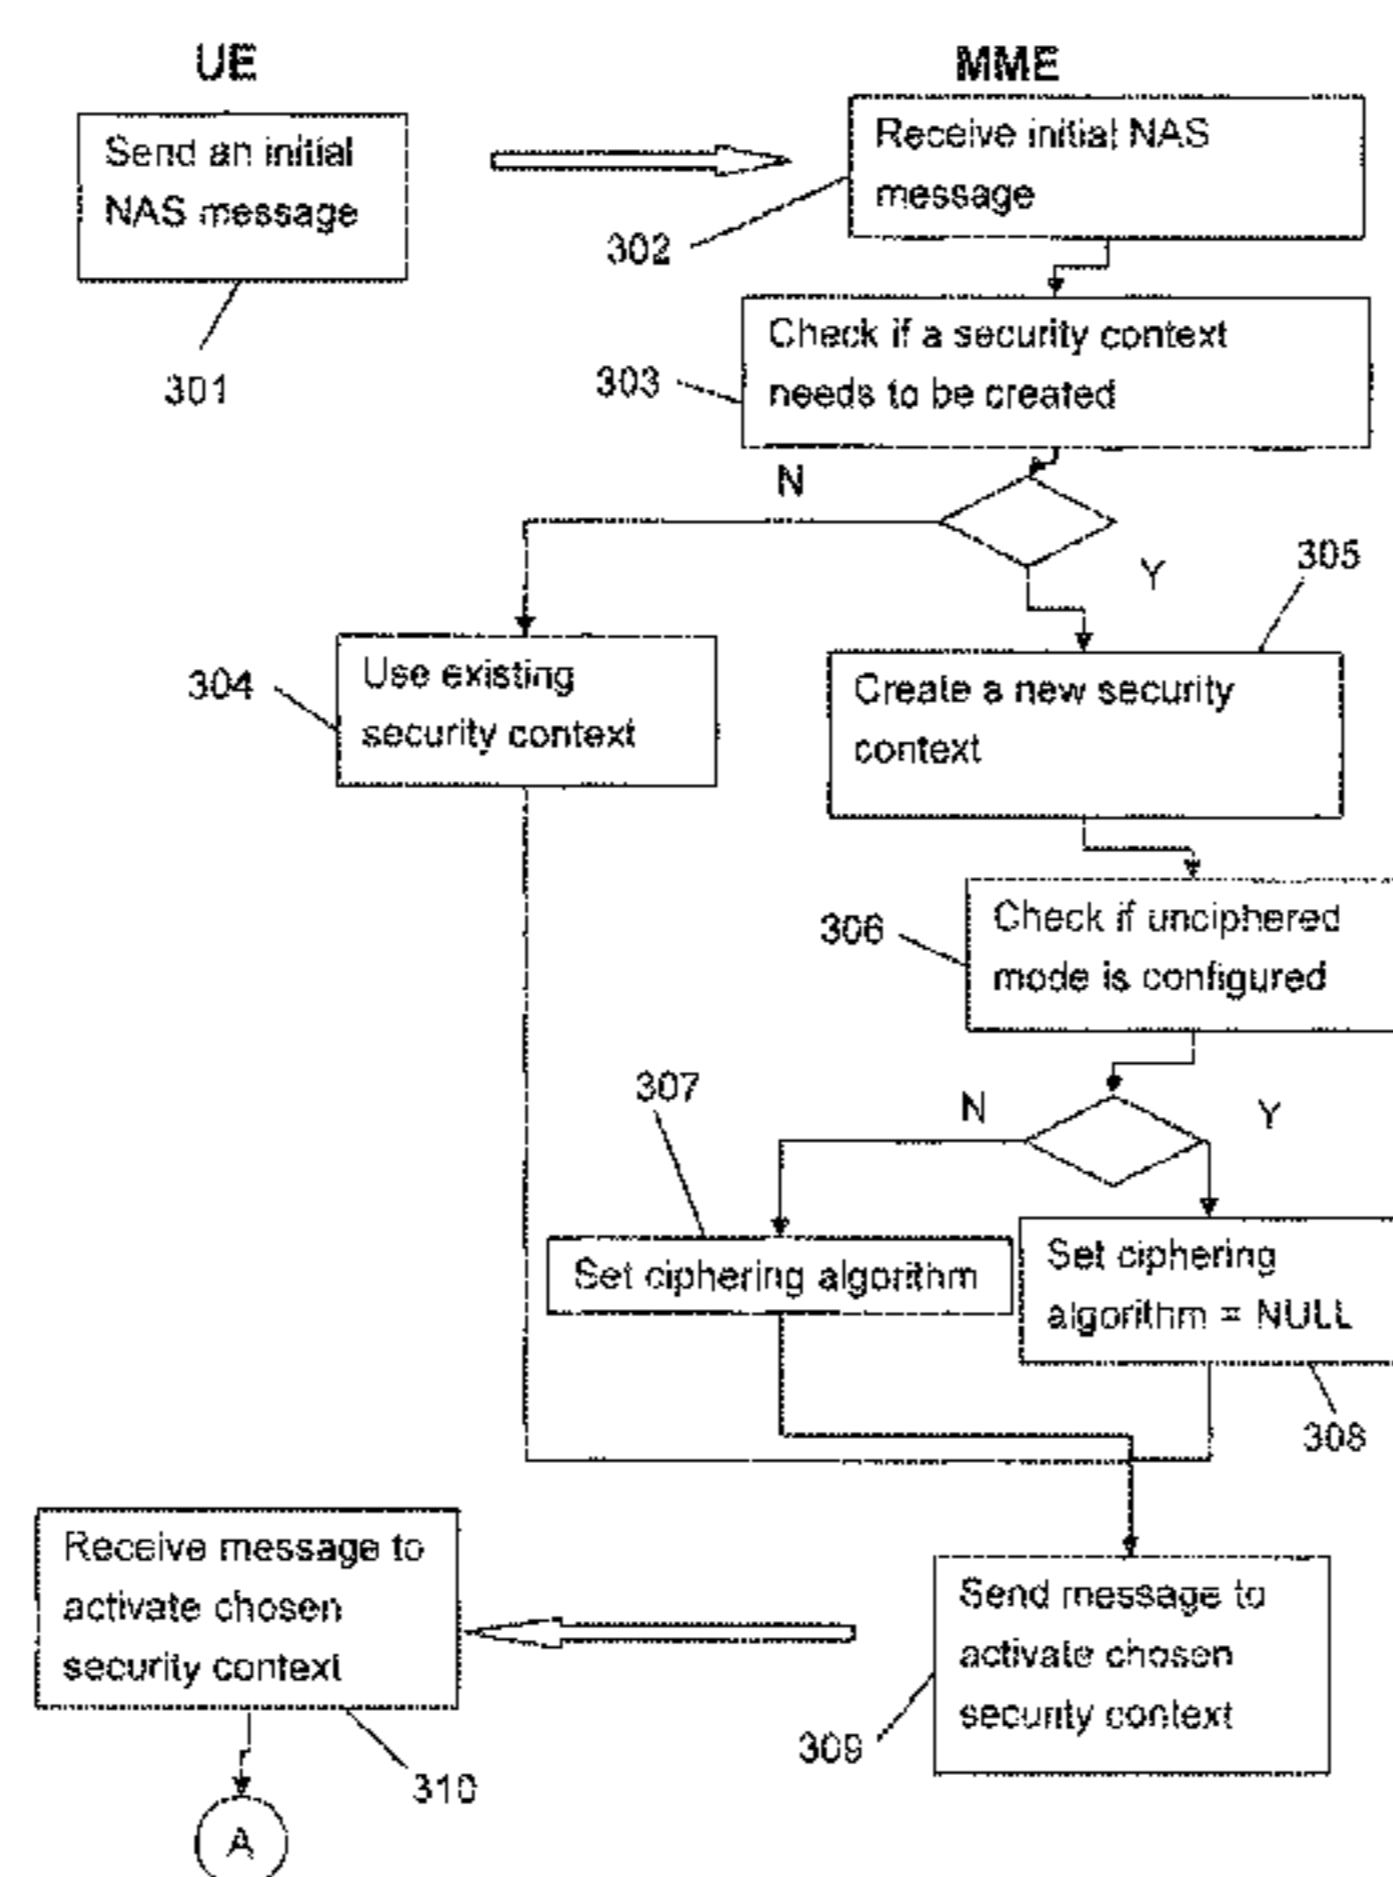 UE
MME
Send an initial
NAS message
Receive initial NAS
message
302
301
Check if a security context
needs to be created
303
N
Y
305
304
Use existing
security context
Create a new security
context
306
Check if unciphered
mode is configured
307
N
Y
Set ciphering algorithm
Set ciphering
algorithm = NULL
308
Receive message to
activate chosen
security context
Send message to
activate chosen
security context
309
310
A